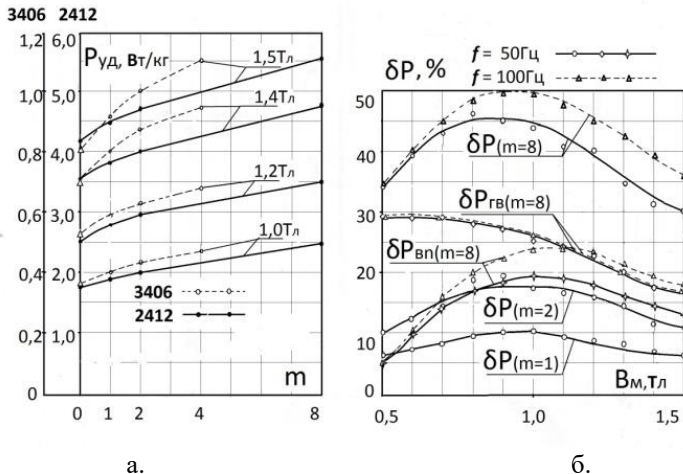 3406 2412
1,2 6,0
Pуд, Вт/кг
1,5Тл
1,0 5,0
1,4Тл
0,8 4,0
1,2Тл
0,6 3,0
1,0Тл
0,4 2,0
3406
2412
0,2 1,0
m
0
0 1 2 4 8
а.
δP, %
f = 50Гц
f = 100Гц
50
δP(m=8)
40
δPгв(m=8)
30
δPвп(m=8)
20
δP(m=2)
10
δP(m=1)
0
Bм,тл
0,5 1,0 1,5
б.